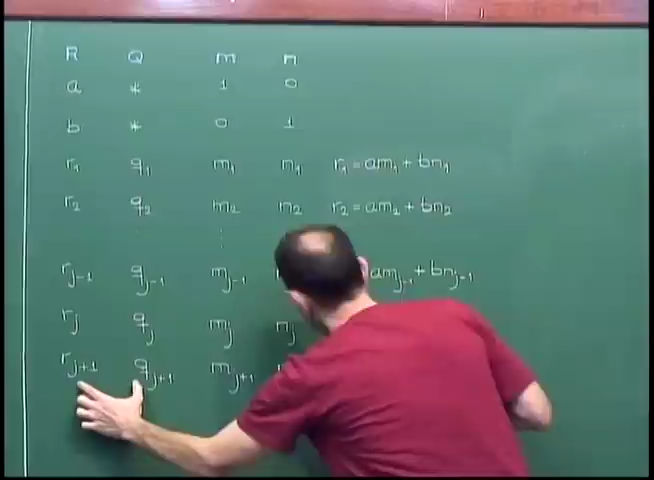 R Q m n
a * 1 0
b * 0 1
r₁ q₁ m₁ n₁ r₁ = am₁ + bn₁
r₂ q₂ m₂ n₂ r₂ = am₂ + bn₂
rⱼ₋₁ qⱼ₋₁ mⱼ₋₁ amⱼ₋₁ + bnⱼ₋₁
rⱼ qⱼ mⱼ nⱼ
rⱼ₊₁ qⱼ₊₁ mⱼ₊₁